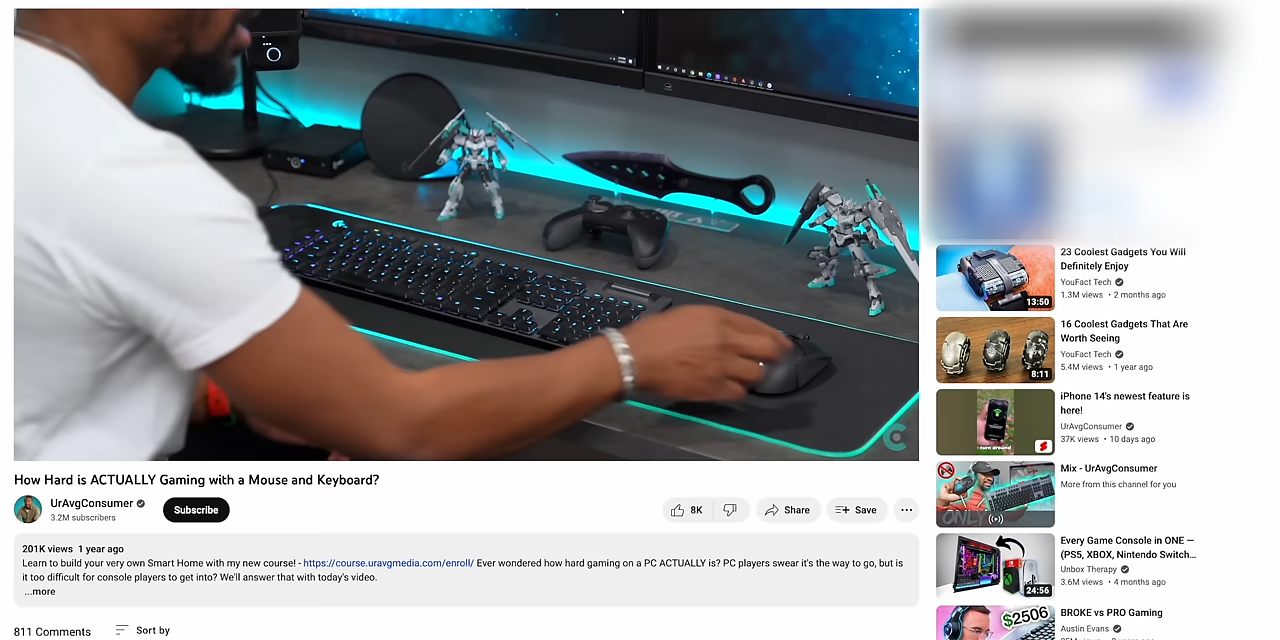 How Hard is ACTUALLY Gaming with a Mouse and Keyboard?
UrAvgConsumer
3.2M subscribers
Subscribe
8K
Share
Save
201K views 1 year ago
Learn to build your very own Smart Home with my new course! - https://course.uravgmedia.com/enroll/ Ever wondered how hard gaming on a PC ACTUALLY is? PC players swear it's the way to go, but is
it too difficult for console players to get into? We'll answer that with today's video.
...more
811 Comments
Sort by
13:50
23 Coolest Gadgets You Will
Definitely Enjoy
YouFact Tech
1.3M views • 2 months ago
8:11
16 Coolest Gadgets That Are
Worth Seeing
YouFact Tech
5.4M views • 1 year ago
turn around
iPhone 14's newest feature is
here!
UrAvgConsumer
37K views • 10 days ago
ONLY
Mix - UrAvgConsumer
More from this channel for you
24:56
Every Game Console in ONE —
(PS5, XBOX, Nintendo Switch...
Unbox Therapy
3.6M views • 4 months ago
$2506
BROKE vs PRO Gaming
Austin Evans